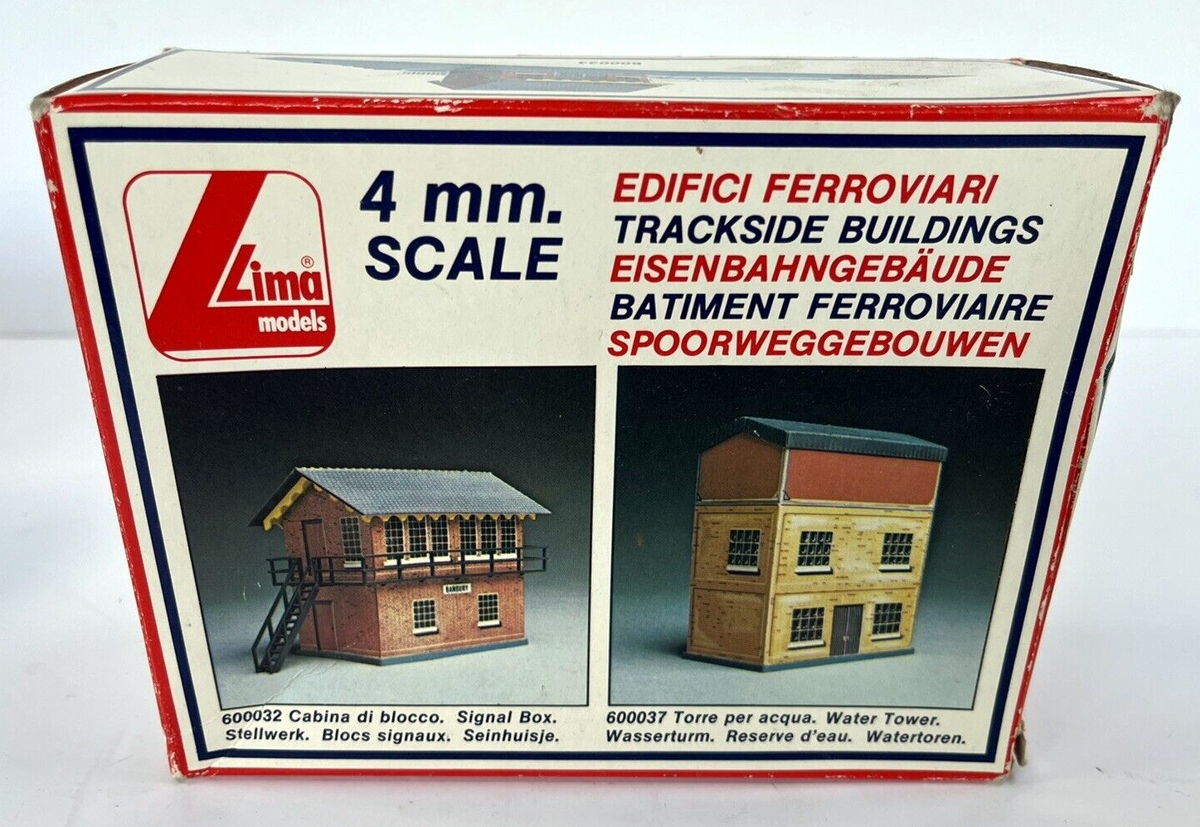 Lima®
models
4 mm.
SCALE
EDIFICI FERROVIARI
TRACKSIDE BUILDINGS
EISENBAHNGEBÄUDE
BATIMENT FERROVIAIRE
SPOORWEGGEBOUWEN
BANBURY
600032 Cabina di blocco. Signal Box.
Stellwerk. Blocs signaux. Seinhuisje.
600037 Torre per acqua. Water Tower.
Wasserturm. Reserve d'eau. Watertoren.